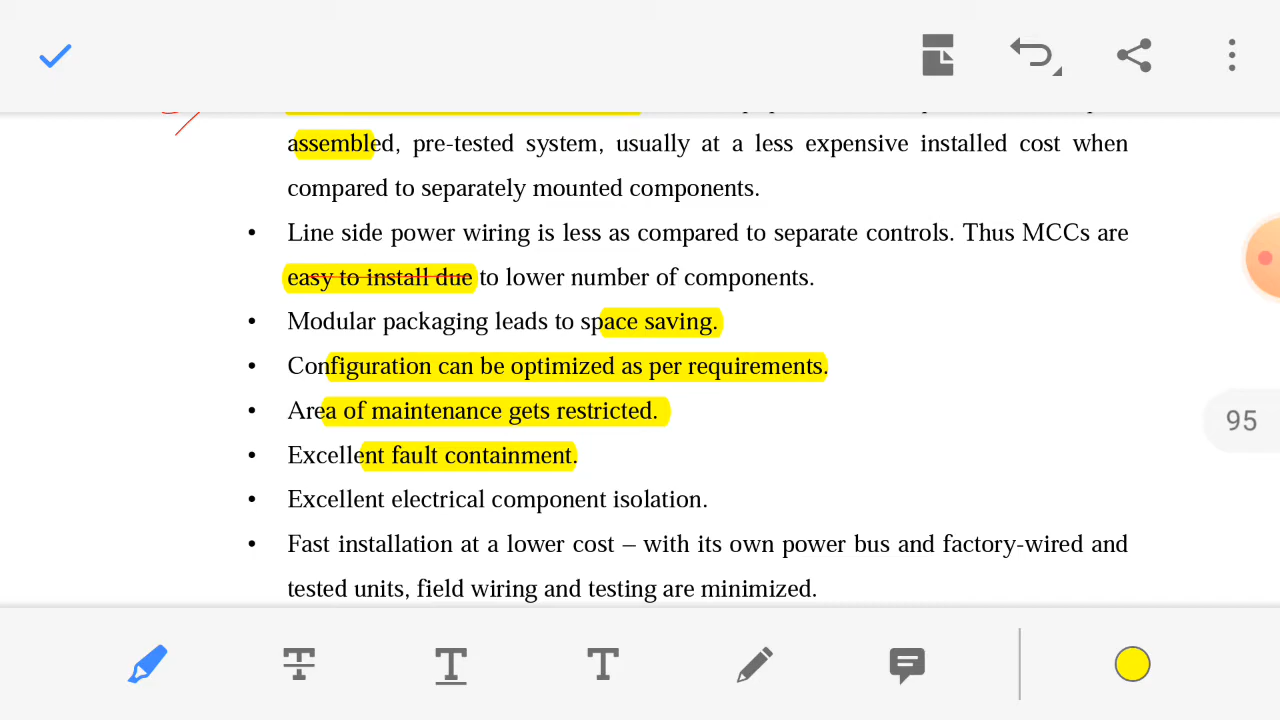 assembled, pre-tested system, usually at a less expensive installed cost when
compared to separately mounted components.
• Line side power wiring is less as compared to separate controls. Thus MCCs are
easy to install due to lower number of components.
• Modular packaging leads to space saving.
• Configuration can be optimized as per requirements.
• Area of maintenance gets restricted.
• Excellent fault containment.
• Excellent electrical component isolation.
• Fast installation at a lower cost – with its own power bus and factory-wired and
tested units, field wiring and testing are minimized.
95